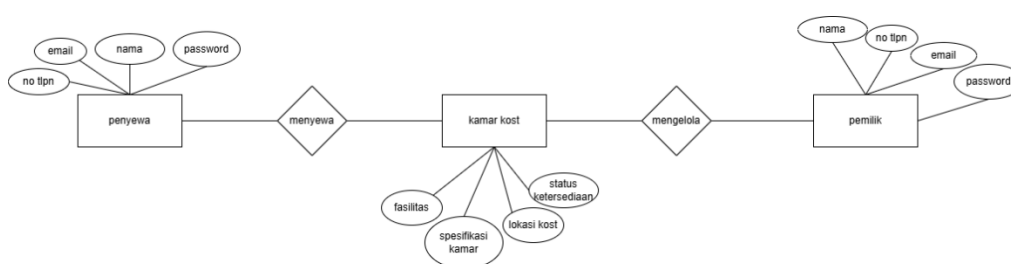 no tlpn
email
nama
password
penyewa
menyewa
kamar kost
mengelola
pemilik
nama
no tlpn
email
password
fasilitas
spesifikasi
kamar
lokasi kost
status
ketersediaan